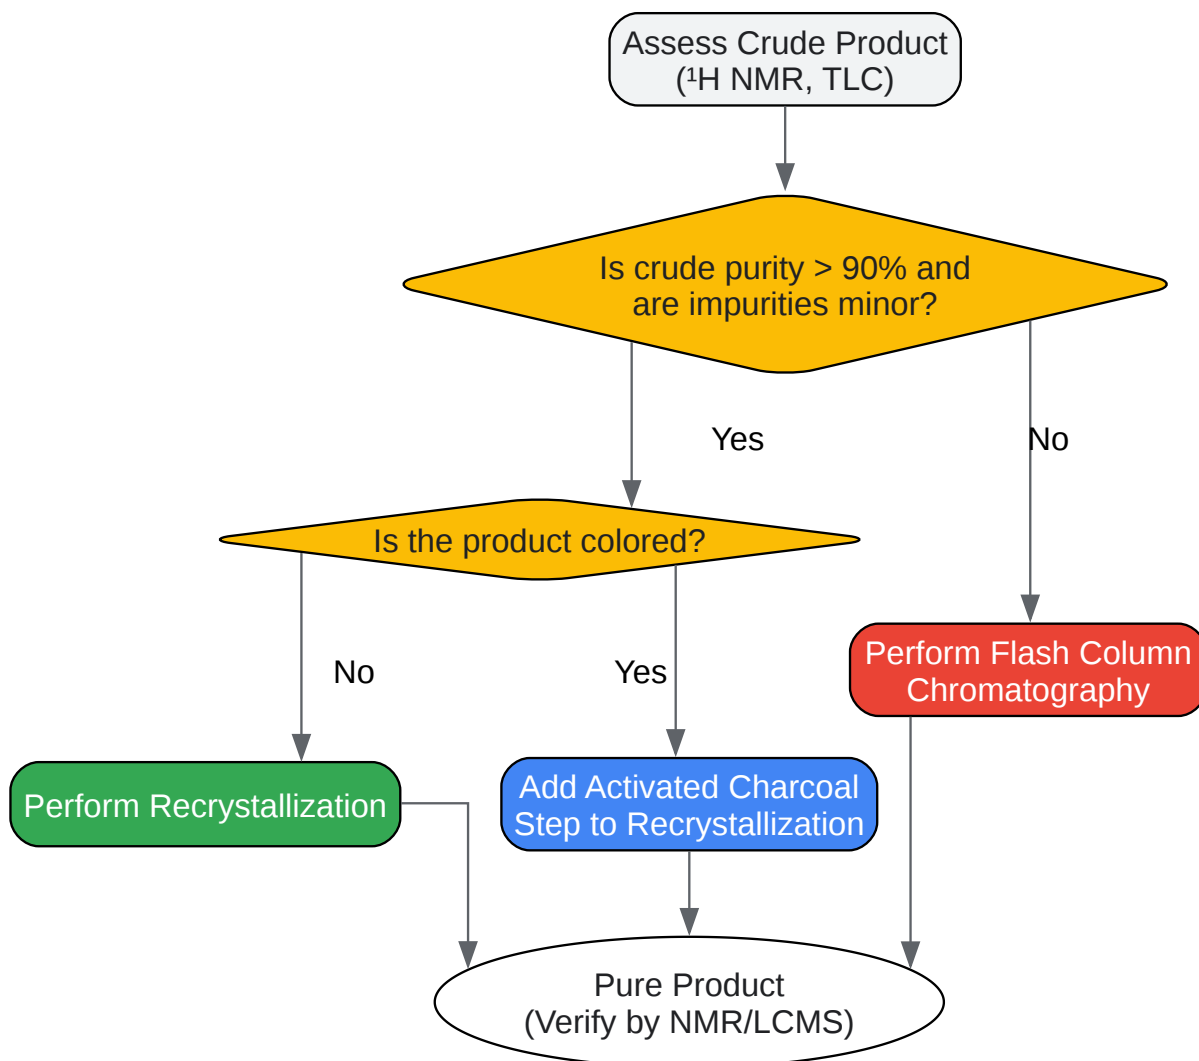 Assess Crude Product
(¹H NMR, TLC)
Is crude purity > 90% and
are impurities minor?
Yes
No
Is the product colored?
No
Yes
Perform Flash Column
Chromatography
Perform Recrystallization
Add Activated Charcoal
Step to Recrystallization
Pure Product
(Verify by NMR/LCMS)